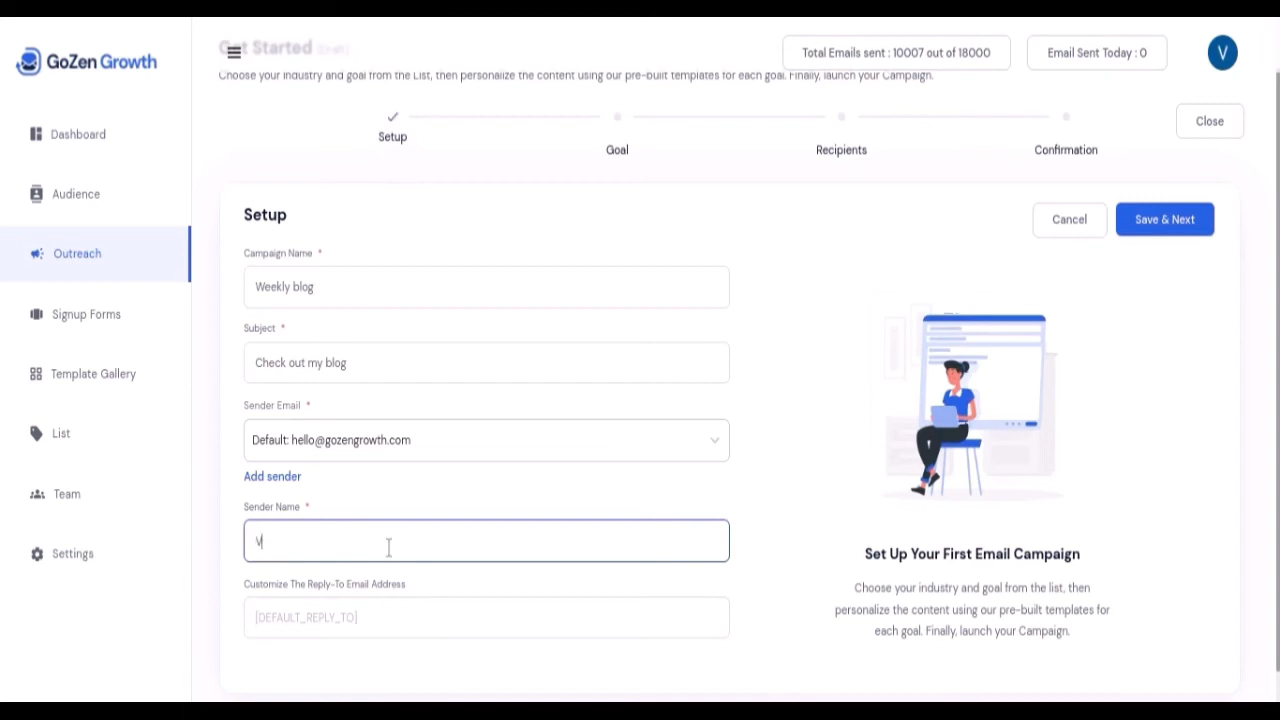 GoZen Growth
Get Started
Total Emails sent : 10007 out of 18000
Email Sent Today : 0
V
Choose your industry and goal from the List, then personalize the content using our pre-built templates for each goal. Finally, launch your Campaign.
Dashboard
Audience
Outreach
Signup Forms
Template Gallery
List
Team
Settings
Setup
Goal
Recipients
Confirmation
Close
Setup
Cancel
Save & Next
Campaign Name *
Weekly blog
Subject *
Check out my blog
Sender Email *
Default: hello@gozengrowth.com
Add sender
Sender Name *
V
Customize The Reply-To Email Address
[DEFAULT_REPLY_TO]
Set Up Your First Email Campaign
Choose your industry and goal from the list, then
personalize the content using our pre-built templates for
each goal. Finally, launch your Campaign.